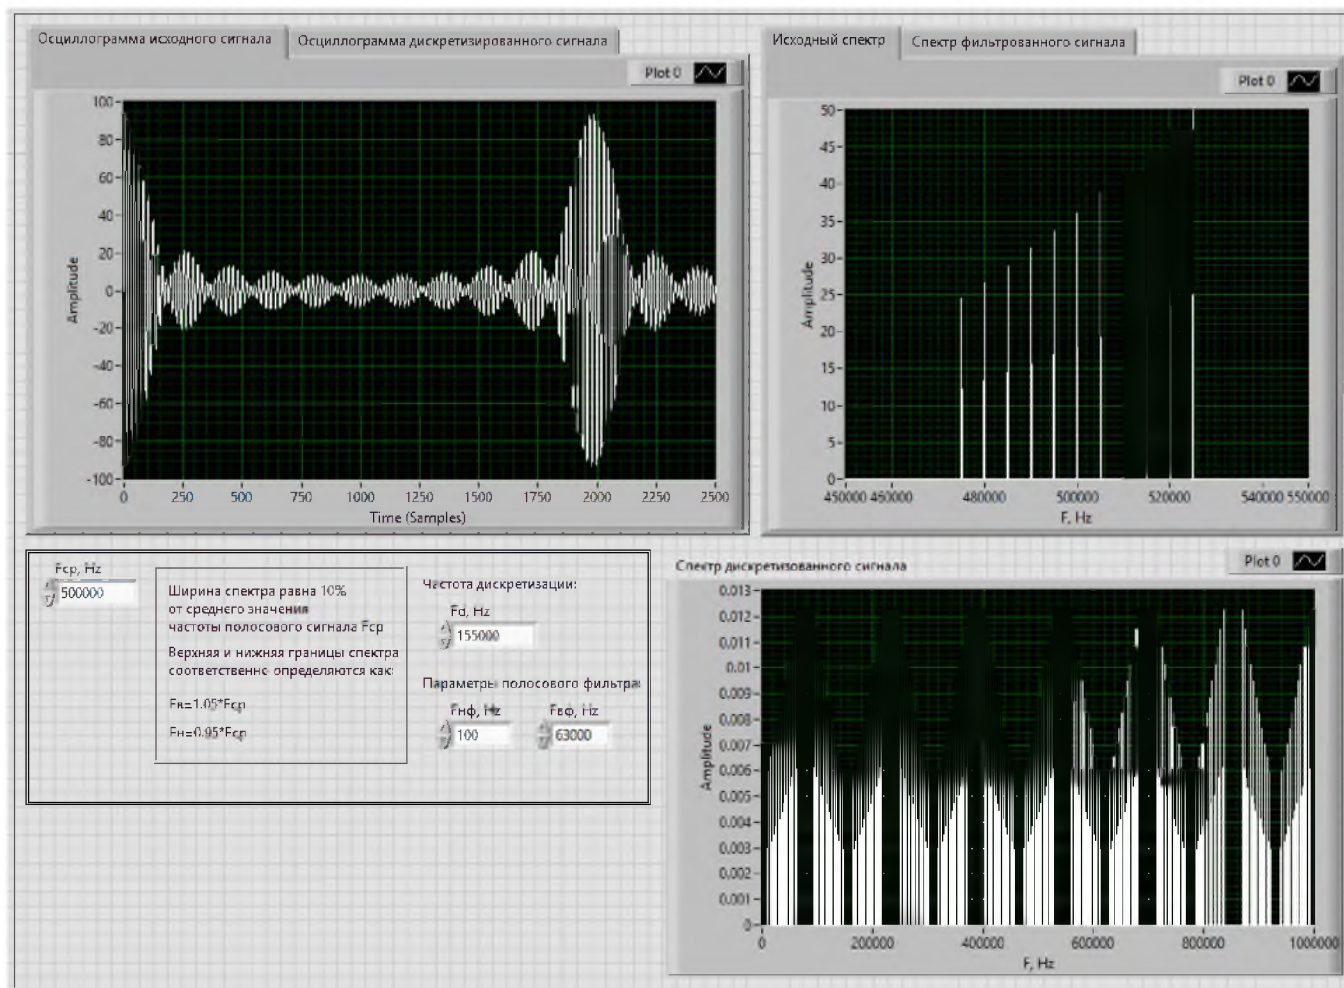 Осциллограмма исходного сигнала
Осциллограмма дискретизированного сигнала
Plot 0
100
80
60
40
20
0
-20
-40
-60
-80
-100
Amplitude
0 250 500 750 1000 1250 1500 1750 2000 2250 2500
Time (Samples)
Исходный спектр
Спектр фильтрованного сигнала
Plot 0
50
45
40
35
30
25
20
15
10
5
0
Amplitude
450000 460000 480000 500000 520000 540000 550000
F, Hz
Fcp, Hz
500000
Ширина спектра равна 10%
от среднего значения
частоты полосового сигнала Fcp
Верхняя и нижняя границы спектра
соответственно определяются как:
Fв=1.05*Fcp
Fн=0.95*Fcp
Частота дискретизации:
Fd, Hz
155000
Параметры полосового фильтра:
Fнф, Hz
Fвф, Hz
100
63000
Спектр дискретизованного сигнала
Plot 0
0.013
0.012
0.011
0.01
0.009
0.008
0.007
0.006
0.005
0.004
0.003
0.002
0.001
0
Amplitude
0 200000 400000 600000 800000 1000000
F, Hz